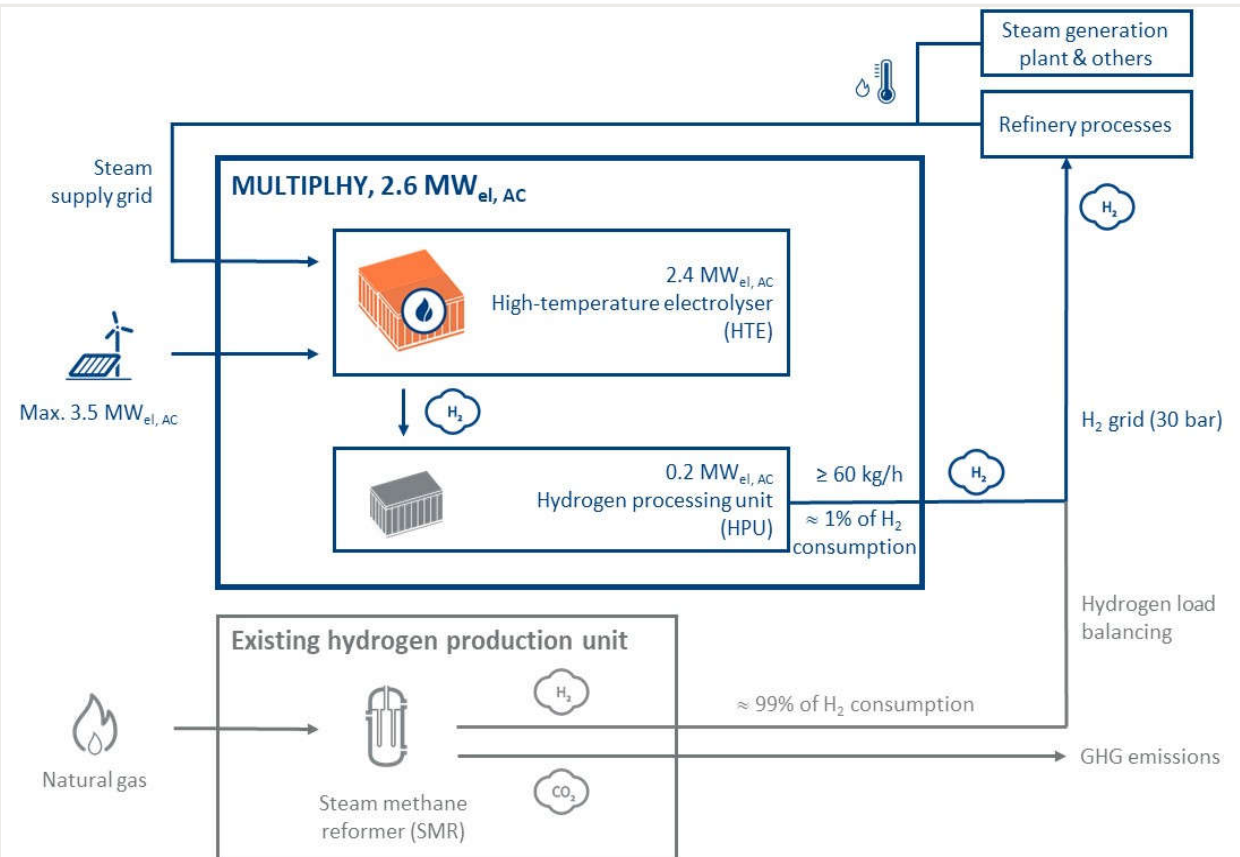 Steam generation
plant & others
Refinery processes
Steam
supply grid
MULTIPLHY, 2.6 MWel, AC
H2
2.4 MWel, AC
High-temperature electrolyser
(HTE)
Max. 3.5 MWel, AC
H2
H2 grid (30 bar)
0.2 MWel, AC
Hydrogen processing unit
(HPU)
≥ 60 kg/h
≈ 1% of H2
consumption
H2
Hydrogen load
balancing
Existing hydrogen production unit
H2
≈ 99% of H2 consumption
Natural gas
GHG emissions
CO2
Steam methane
reformer (SMR)